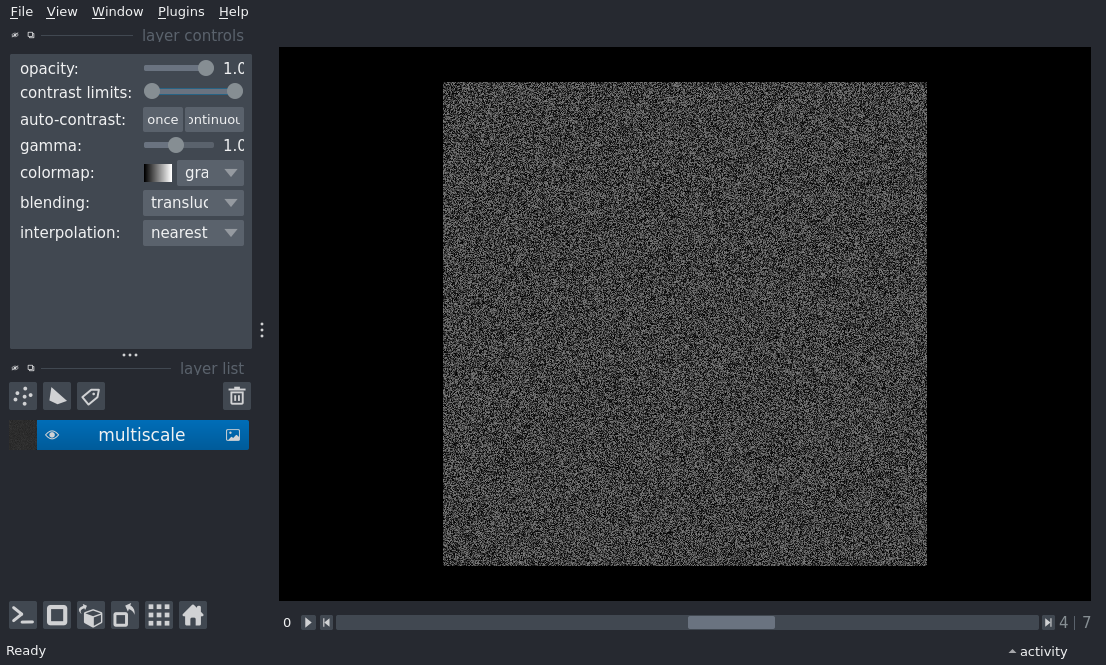 File View Window Plugins Help
layer controls
opacity: 1.0
contrast limits:
auto-contrast: once ontinuou
gamma: 1.0
colormap: gra
blending: transluc
interpolation: nearest
layer list
multiscale
0 4 | 7
Ready activity